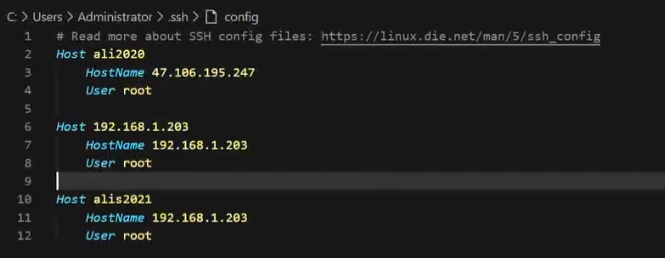 C: > Users > Administrator > .ssh > config
1 # Read more about SSH config files: https://linux.die.net/man/5/ssh_config
2 Host ali2020
3 HostName 47.106.195.247
4 User root
5
6 Host 192.168.1.203
7 HostName 192.168.1.203
8 User root
9
10 Host alis2021
11 HostName 192.168.1.203
12 User root